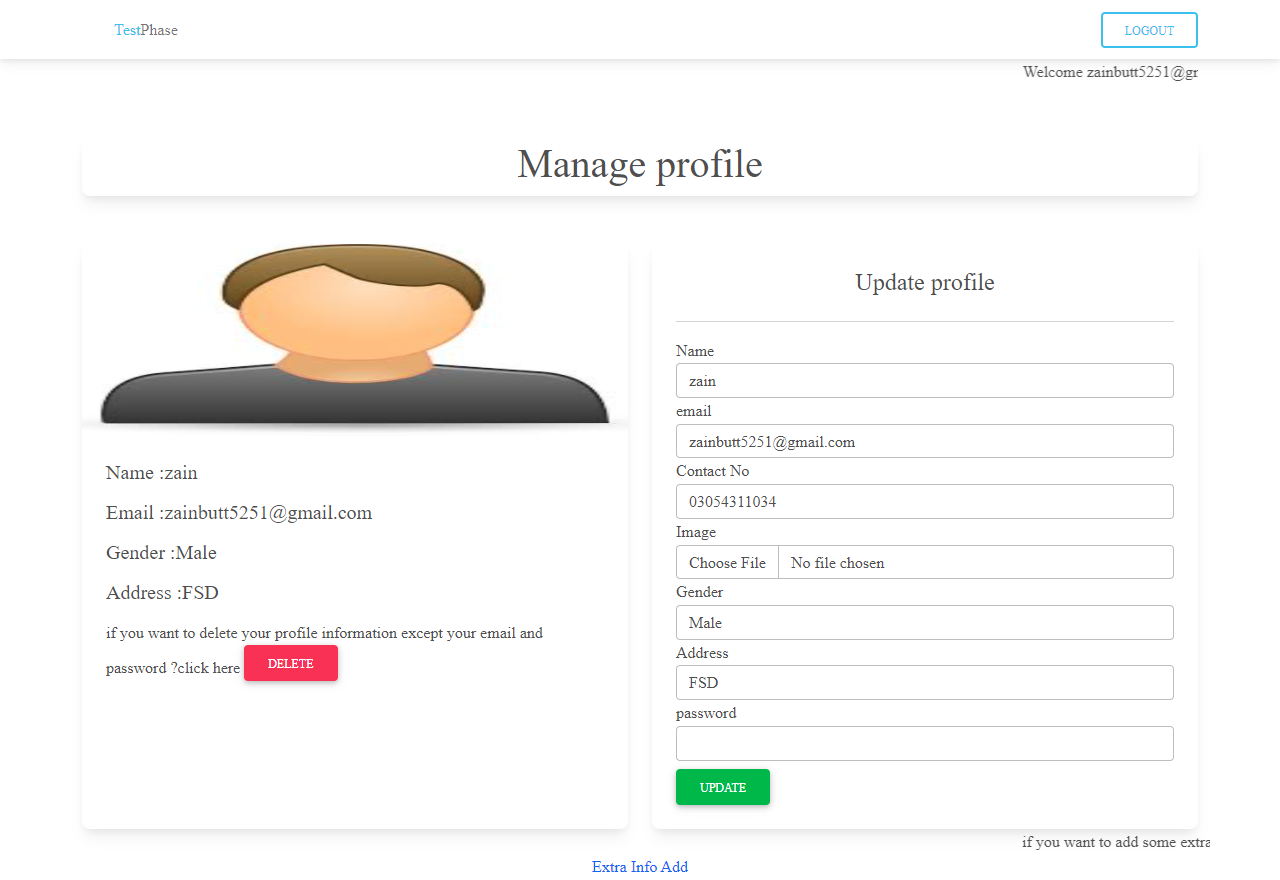 TestPhase
LOGOUT
Welcome zainbutt5251@gr
Manage profile
Name :zain
Email :zainbutt5251@gmail.com
Gender :Male
Address :FSD
if you want to delete your profile information except your email and
password ?click here DELETE
Update profile
Name
zain
email
zainbutt5251@gmail.com
Contact No
03054311034
Image
Choose File No file chosen
Gender
Male
Address
FSD
password
UPDATE
if you want to add some extra
Extra Info Add